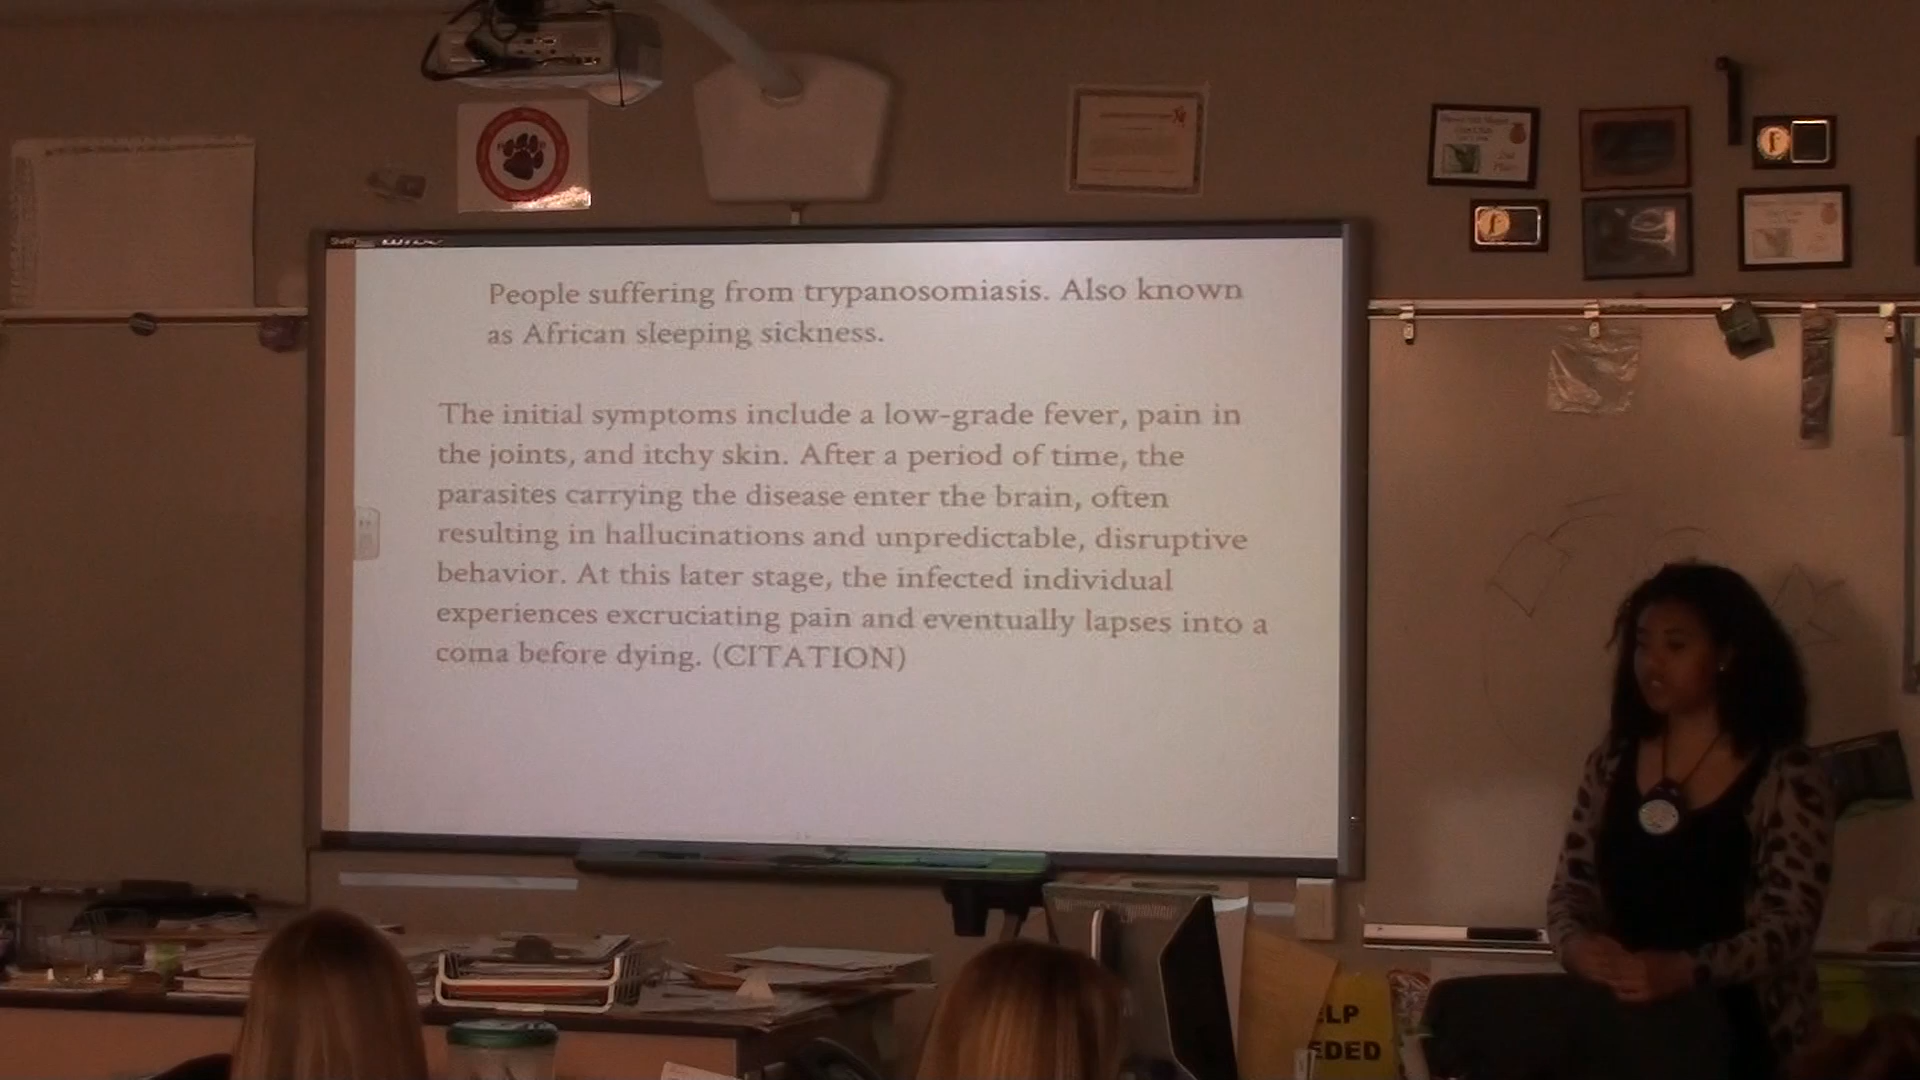 People suffering from trypanosomiasis. Also known
as African sleeping sickness.
The initial symptoms include a low-grade fever, pain in
the joints, and itchy skin. After a period of time, the
parasites carrying the disease enter the brain, often
resulting in hallucinations and unpredictable, disruptive
behavior. At this later stage, the infected individual
experiences excruciating pain and eventually lapses into a
coma before dying. (CITATION)